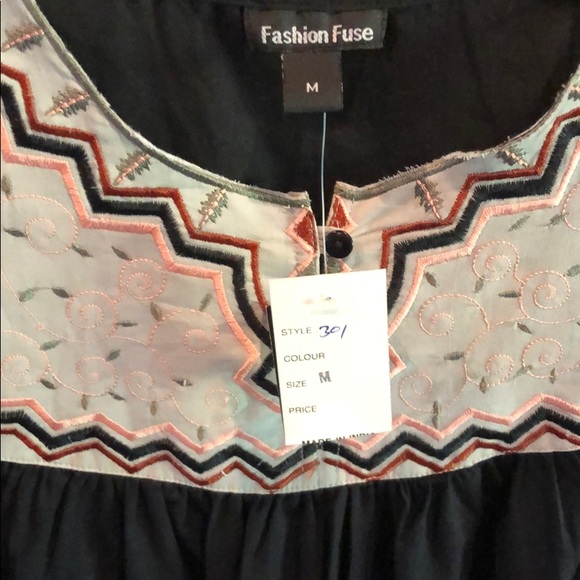 Fashion Fuse
M
STYLE 301
COLOUR
SIZE M
PRICE
MADE IN INDIA